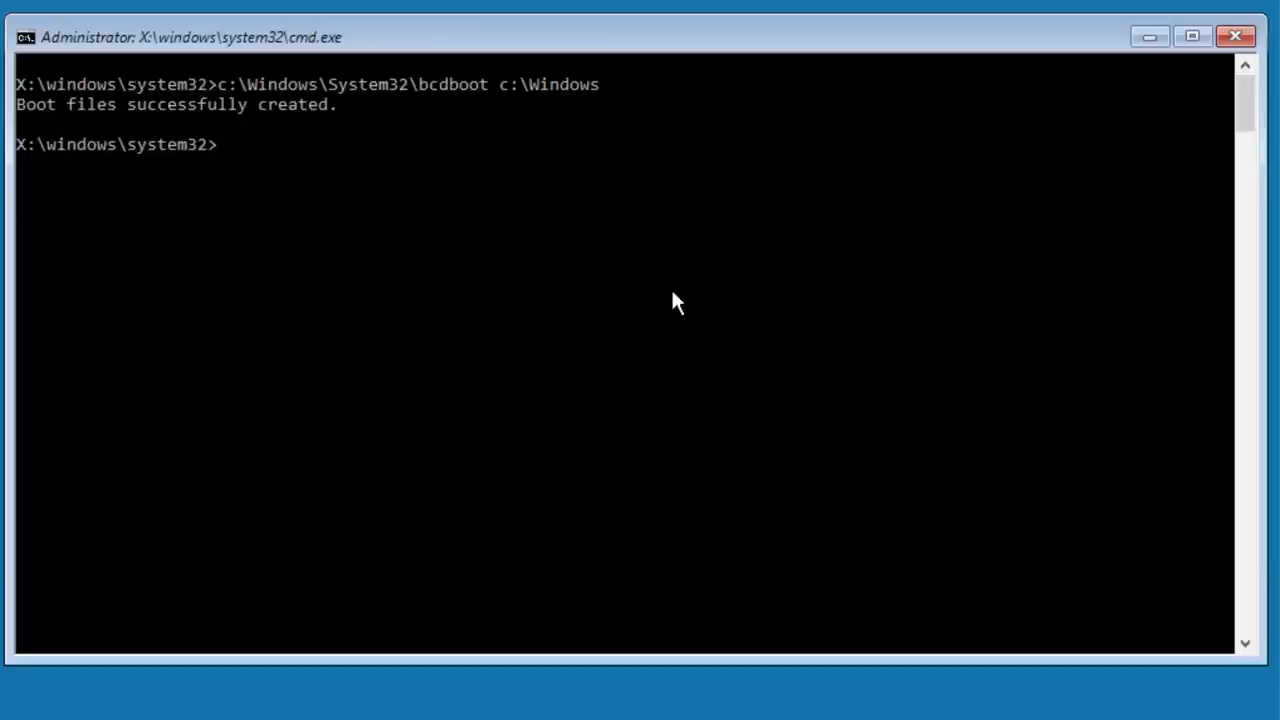 Administrator: X:\windows\system32\cmd.exe
X:\windows\system32>c:\Windows\System32\bcdboot c:\Windows
Boot files successfully created.
X:\windows\system32>